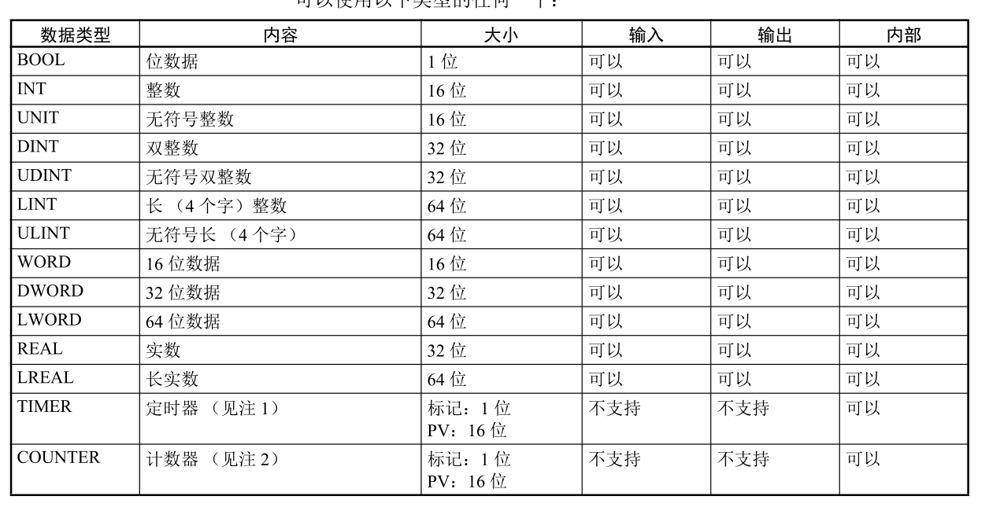 可以使用以下类型的任何一个：
数据类型 内容 大小 输入 输出 内部
BOOL 位数据 1 位 可以 可以 可以
INT 整数 16 位 可以 可以 可以
UNIT 无符号整数 16 位 可以 可以 可以
DINT 双整数 32 位 可以 可以 可以
UDINT 无符号双整数 32 位 可以 可以 可以
LINT 长 （4 个字）整数 64 位 可以 可以 可以
ULINT 无符号长 （4 个字） 64 位 可以 可以 可以
WORD 16 位数据 16 位 可以 可以 可以
DWORD 32 位数据 32 位 可以 可以 可以
LWORD 64 位数据 64 位 可以 可以 可以
REAL 实数 32 位 可以 可以 可以
LREAL 长实数 64 位 可以 可以 可以
TIMER 定时器 （见注 1） 标记：1 位 不支持 不支持 可以
PV：16 位
COUNTER 计数器 （见注 2） 标记：1 位 不支持 不支持 可以
PV：16 位